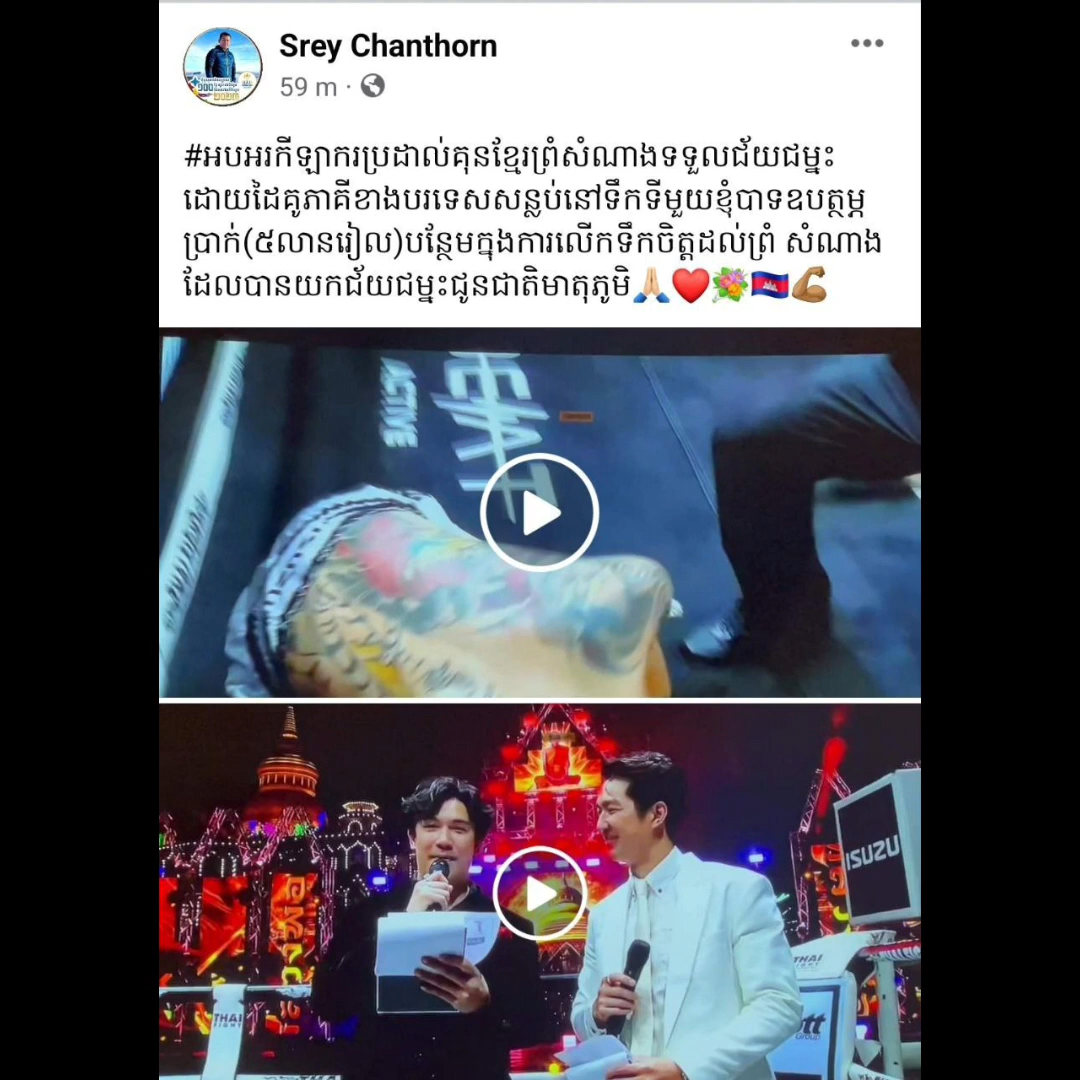 Srey Chanthorn
59 m ·
#អបអរកីឡាករប្រដាល់គុនខ្មែរព្រំសំណាងទទួលជ័យជម្នះ
ដោយដៃគូភាគីខាងបរទេសសន្លប់នៅទឹកទីមួយខ្ញុំបាទឧបត្ថម្ភ
ប្រាក់(៥លានរៀល)បន្ថែមក្នុងការលើកទឹកចិត្តដល់ព្រំ សំណាង
ដែលបានយកជ័យជម្នះជូនជាតិមាតុភូមិ🙏🏻❤️💐🇰🇭💪🏽
ACTIVE
ISUZU
THAI
FIGHT
THAI
FIGHT
ptt
GROUP